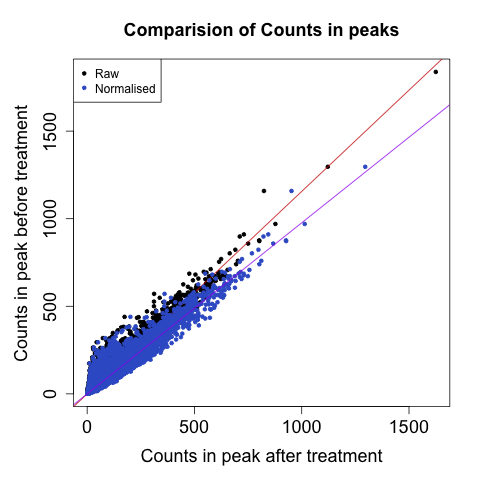 Comparision of Counts in peaks
Raw
Normalised
Counts in peak before treatment
1500
1000
500
0
0 500 1000 1500
Counts in peak after treatment